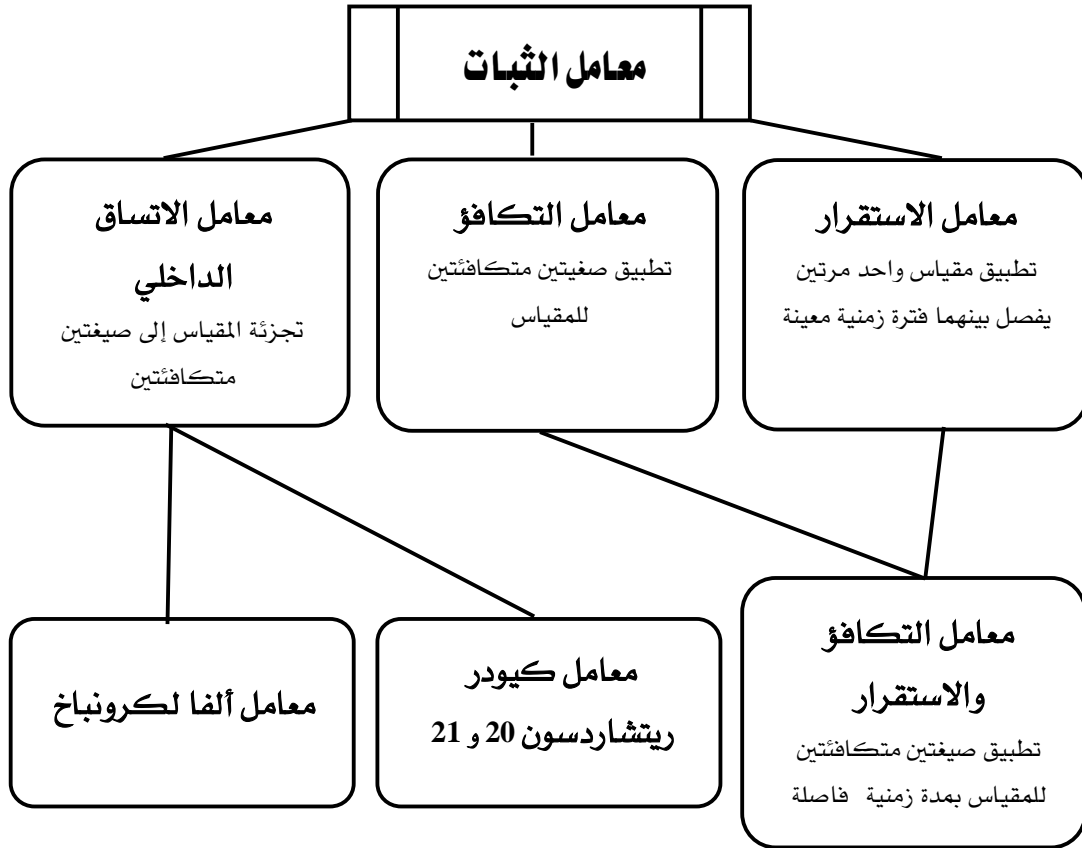 معامل الثبات
معامل الاستقرار
تطبيق مقياس واحد مرتين
يفصل بينهما فترة زمنية معينة
معامل التكافؤ
تطبيق صغيتين متكافئتين
للمقياس
معامل الاتساق
الداخلي
تجزئة المقياس إلى صيغتين
متكافئتين
معامل التكافؤ
والاستقرار
تطبيق صيغتين متكافئتين
للمقياس بمدة زمنية فاصلة
معامل كيودر
ريتشاردسون 20 و 21
معامل ألفا لكرونباخ